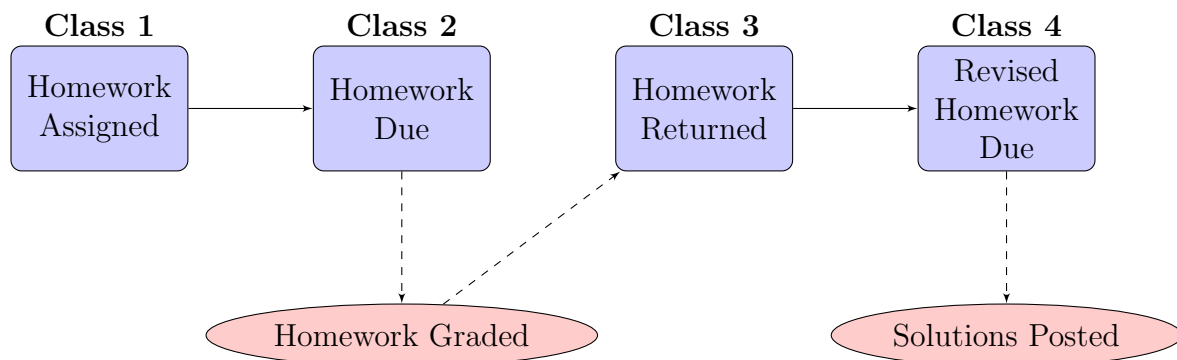 Class 1
Class 2
Class 3
Class 4
Homework
Assigned
Homework
Due
Homework
Returned
Revised
Homework
Due
Homework Graded
Solutions Posted